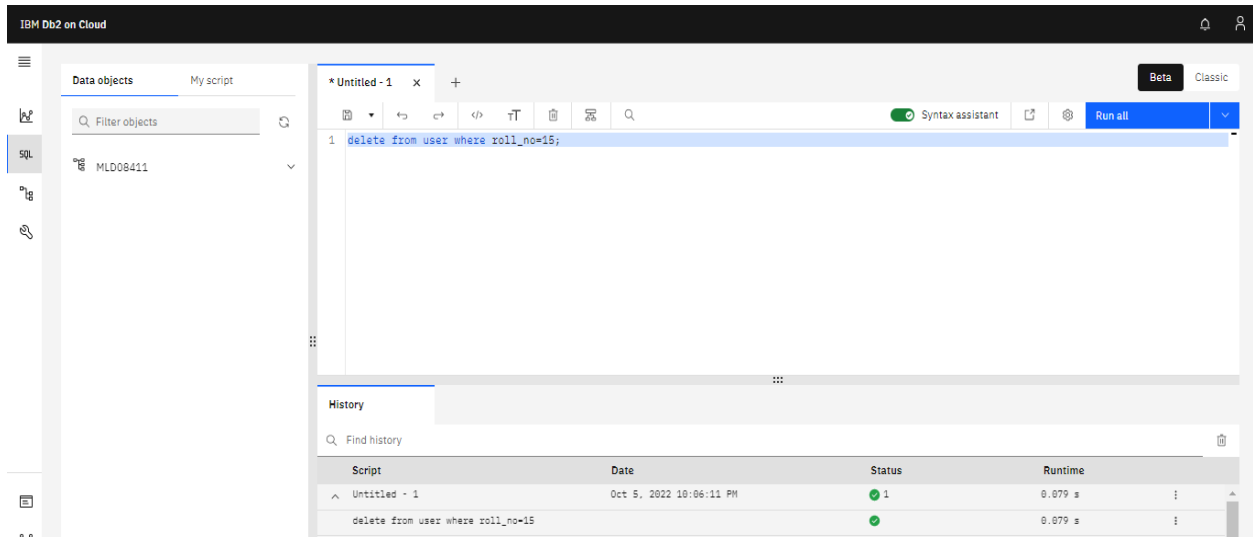 IBM Db2 on Cloud
Data objects My script
* Untitled - 1 × +
Beta Classic
Filter objects
Syntax assistant
Run all
SQL
MLD08411
1 delete from user where roll_no=15;
History
Find history
Script Date Status Runtime
Untitled - 1 Oct 5, 2022 10:06:11 PM 1 0.079 s
delete from user where roll_no=15 0.079 s